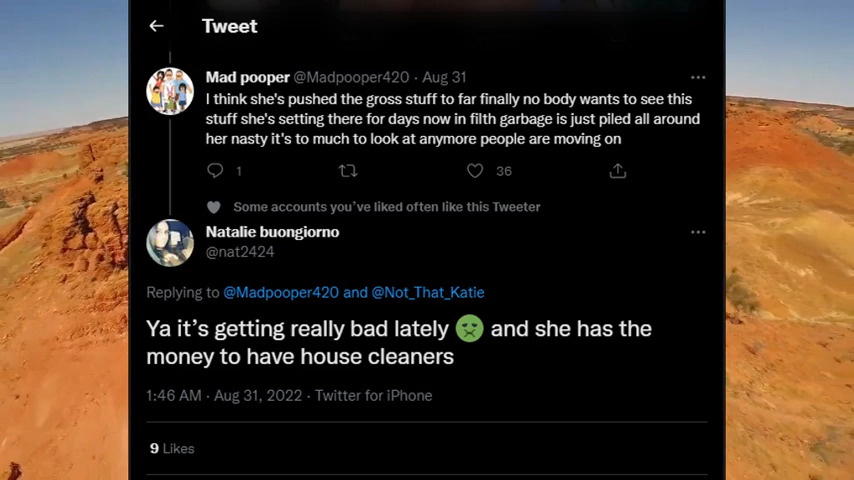 Tweet
Mad pooper @Madpooper420 · Aug 31
I think she's pushed the gross stuff to far finally no body wants to see this
stuff she's setting there for days now in filth garbage is just piled all around
her nasty it's to much to look at anymore people are moving on
1 36
Some accounts you've liked often like this Tweeter
Natalie buongiorno
@nat2424
Replying to @Madpooper420 and @Not_That_Katie
Ya it's getting really bad lately and she has the
money to have house cleaners
1:46 AM · Aug 31, 2022 · Twitter for iPhone
9 Likes